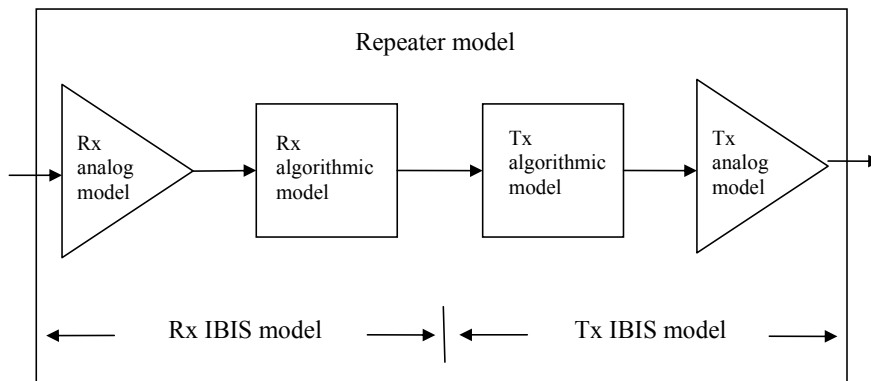 Repeater model
Rx
analog
model
Rx
algorithmic
model
Tx
algorithmic
model
Tx
analog
model
Rx IBIS model
Tx IBIS model